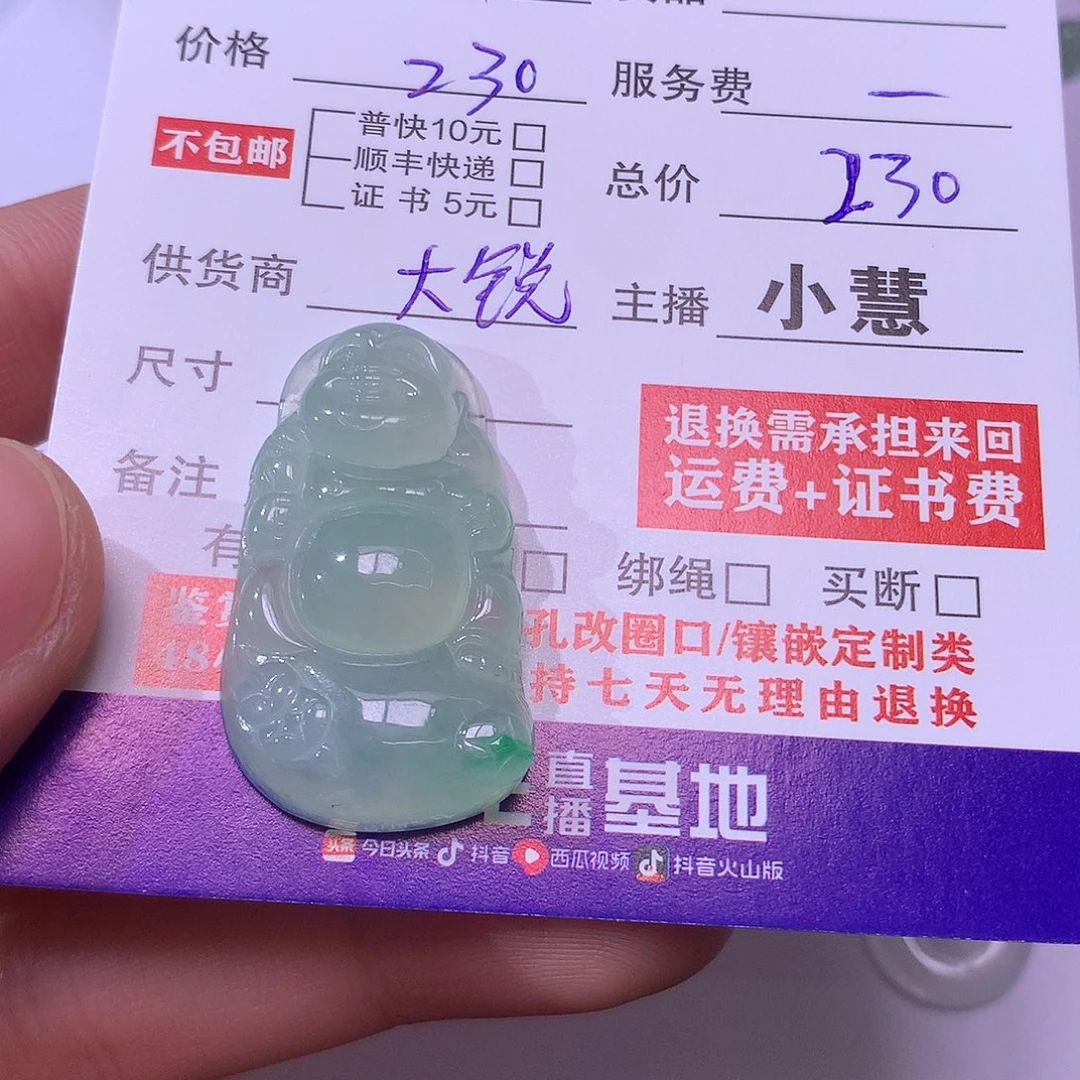 价格 230 服务费 —
不包邮 普快10元 □
顺丰快递 □
证书 5元 □
总价 230
供货商 大锐 主播 小慧
尺寸
退换需承担来回
运费+证书费
备注
有 □ 绑绳 □ 买断 □
鉴
孔改圈口/镶嵌定制类
持七天无理由退换
直播基地
头条 今日头条 抖音 西瓜视频 抖音火山版